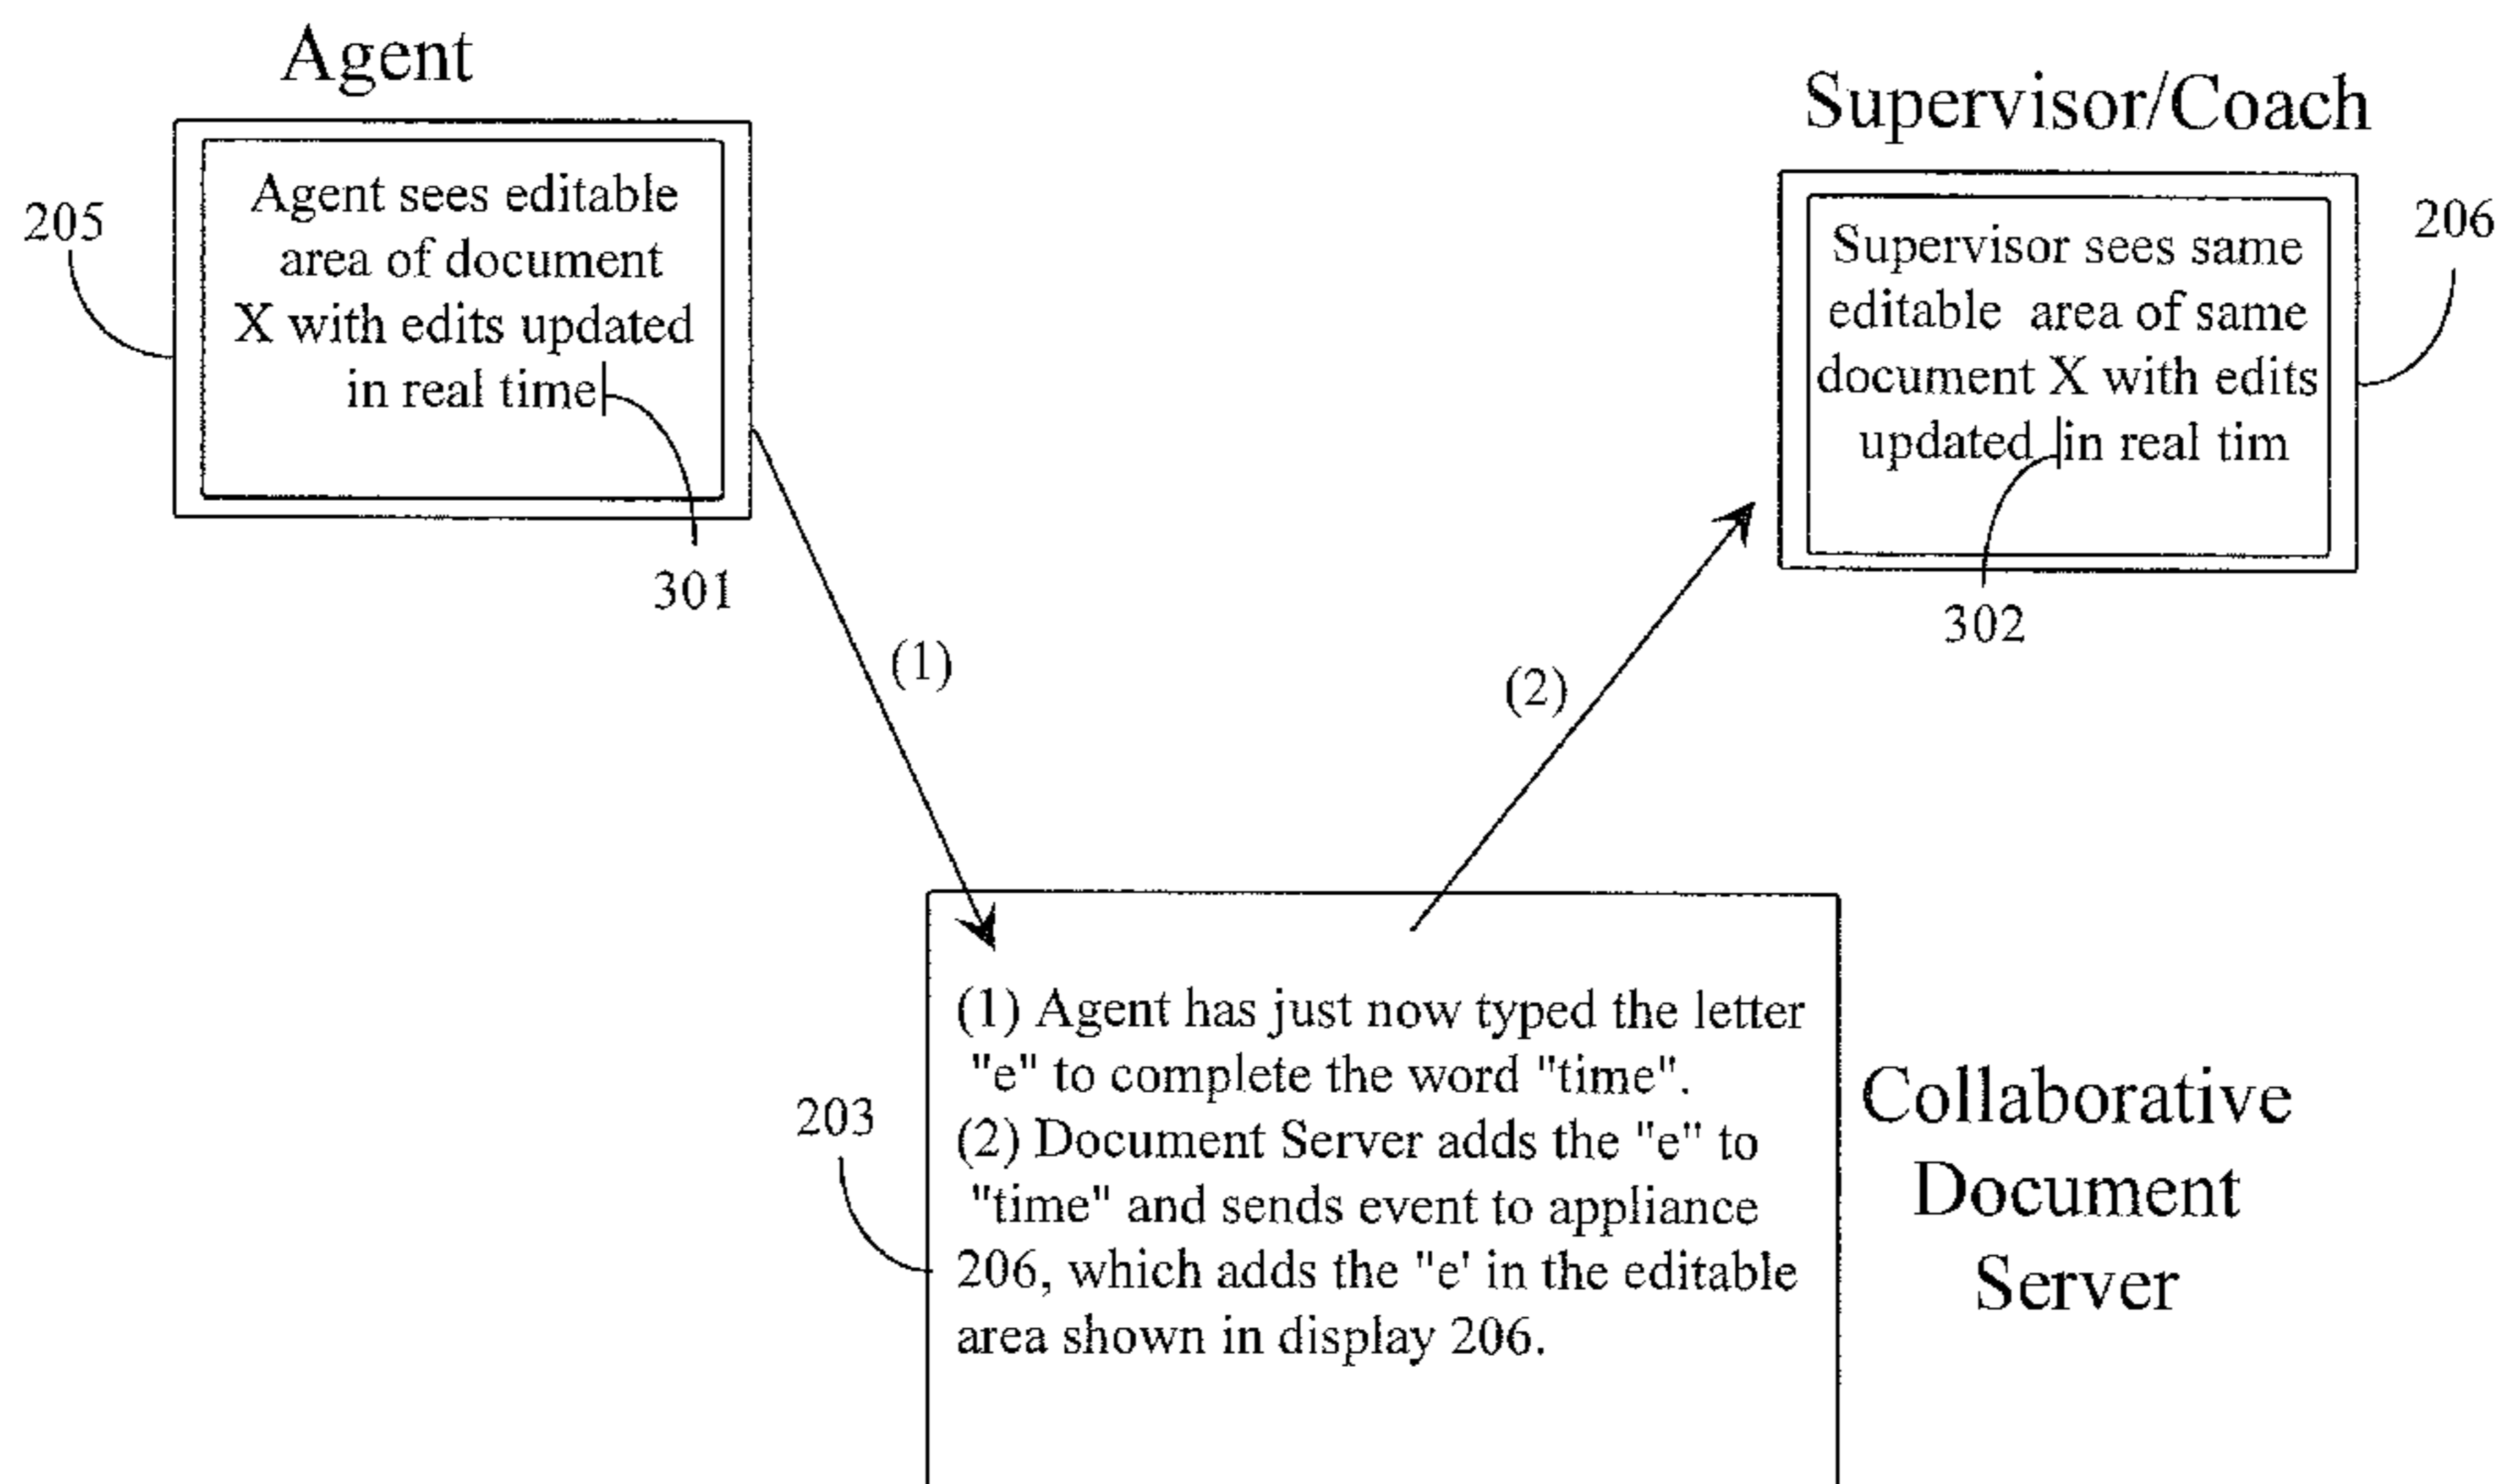 Agent
Supervisor/Coach
205
Agent sees editable
area of document
X with edits updated
in real time
301
206
Supervisor sees same
editable area of same
document X with edits
updated in real tim
302
(1)
(2)
203
(1) Agent has just now typed the letter
"e" to complete the word "time".
(2) Document Server adds the "e" to
"time" and sends event to appliance
206, which adds the "e' in the editable
area shown in display 206.
Collaborative
Document
Server